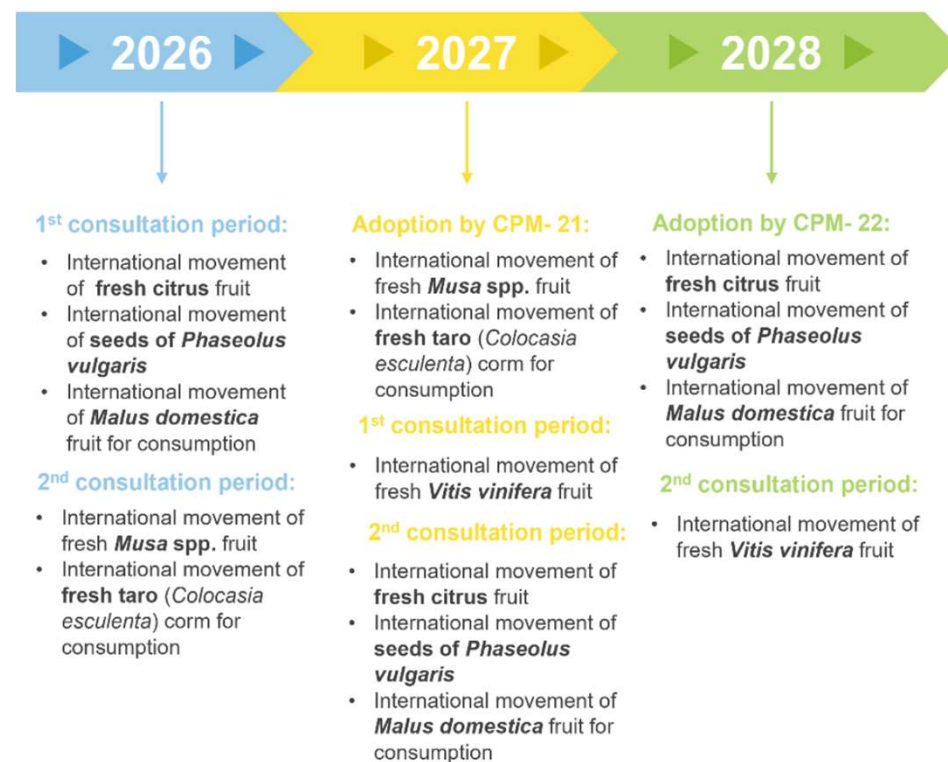 2026
2027
2028
1st consultation period:
• International movement
of fresh citrus fruit
• International movement
of seeds of Phaseolus
vulgaris
• International movement
of Malus domestica
fruit for consumption
2nd consultation period:
• International movement of
fresh Musa spp. fruit
• International movement of
fresh taro (Colocasia
esculenta) corm for
consumption
Adoption by CPM- 21:
• International movement of
fresh Musa spp. fruit
• International movement of
fresh taro (Colocasia
esculenta) corm for
consumption
1st consultation period:
• International movement of
fresh Vitis vinifera fruit
2nd consultation period:
• International movement of
fresh citrus fruit
• International movement of
seeds of Phaseolus
vulgaris
• International movement of
Malus domestica fruit for
consumption
Adoption by CPM- 22:
• International movement of
fresh citrus fruit
• International movement of
seeds of Phaseolus
vulgaris
• International movement of
Malus domestica fruit for
consumption
2nd consultation period:
• International movement of
fresh Vitis vinifera fruit